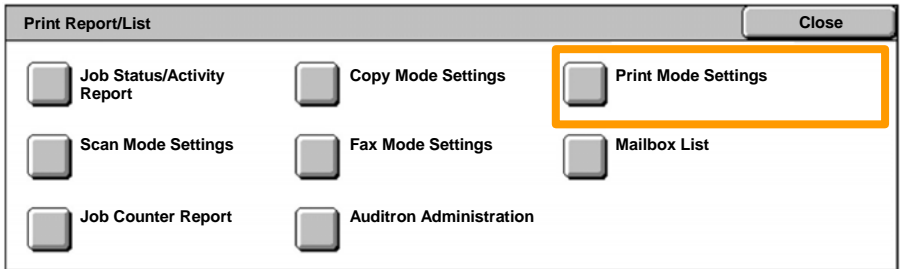 Print Report/List
Close
Job Status/Activity
Report
Copy Mode Settings
Print Mode Settings
Scan Mode Settings
Fax Mode Settings
Mailbox List
Job Counter Report
Auditron Administration